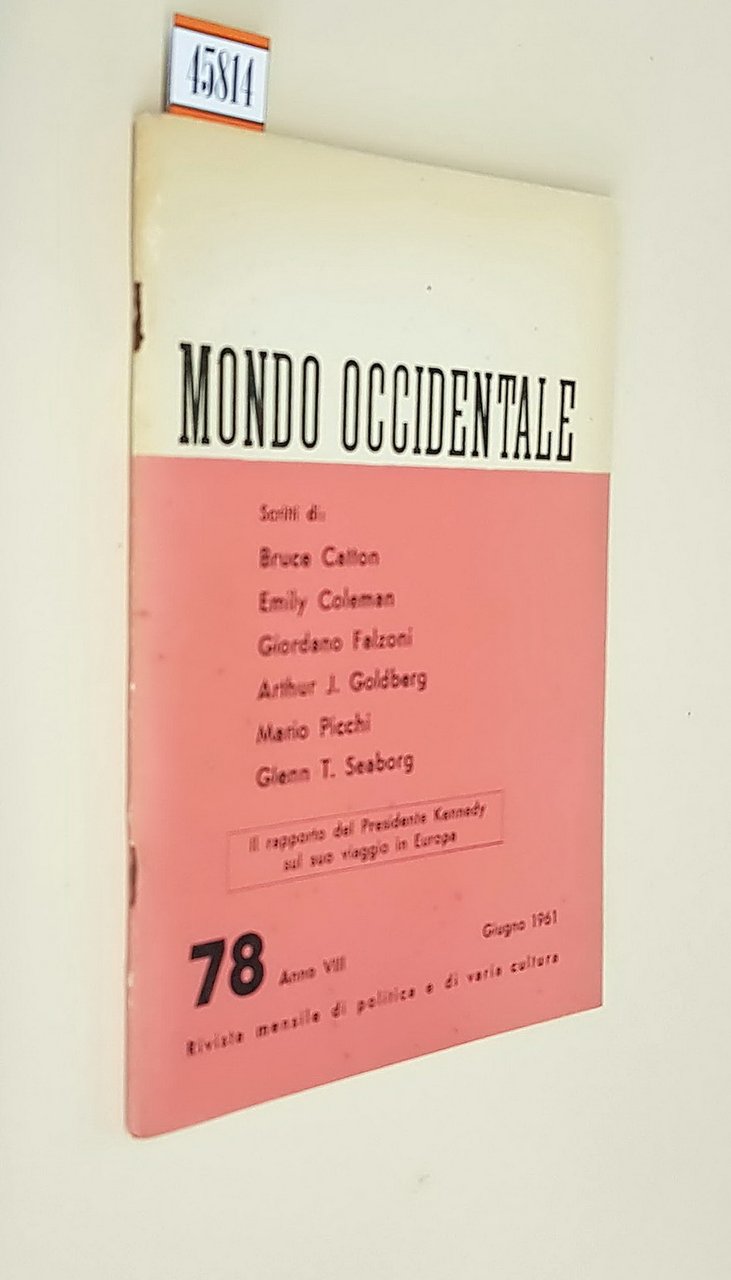 45814
MONDO OCCIDENTALE
Scritti di:
Bruce Catton
Emily Coleman
Giordano Falzoni
Arthur J. Goldberg
Mario Picchi
Glenn T. Seaborg
Il rapporto del Presidente Kennedy
sul suo viaggio in Europa
78 Anno VIII Giugno 1961
Rivista mensile di politica e di varia cultura